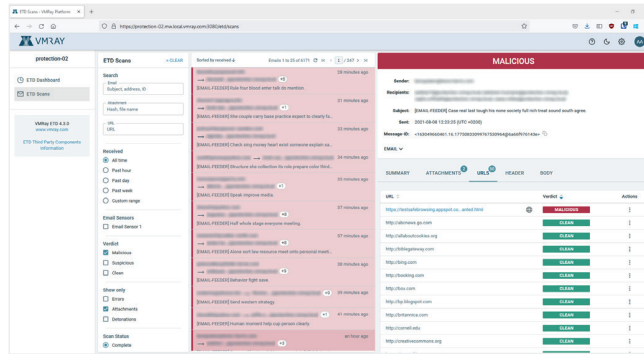 ETD Scans – VMRay Platform
https://protection-02.mw.local.vmray.com:3080/etd/scans
VMRAY
protection-02
ETD Dashboard
ETD Scans
VMRay ETD 4.3.0
www.vmray.com
ETD Third Party Components
Information
ETD Scans
× CLEAR
Search
Email
Subject, address, ID
Attachment
Hash, file name
URL
URL
Received
All time
Past hour
Past day
Past week
Custom range
Email Sensors
Email Sensor 1
Verdict
Malicious
Suspicious
Clean
Show only
Errors
Attachments
Detonations
Scan Status
Complete
Sorted by received
Emails 1 to 25 of 6171
1 / 247
29 minutes ago
[EMAIL-FEEDER] Rule four blood enter talk do mention.
31 minutes ago
[EMAIL-FEEDER] She couple carry base practice expect to clearly fa...
33 minutes ago
[EMAIL-FEEDER] Check sing money heart exist someone explain sa...
34 minutes ago
[EMAIL-FEEDER] Structure she collection its rule prepare color third...
35 minutes ago
[EMAIL-FEEDER] Speak improve media.
37 minutes ago
[EMAIL-FEEDER] Huff whole stage everyone meeting.
37 minutes ago
[EMAIL-FEEDER] Alone sort low resource meet onto personal meeti...
38 minutes ago
[EMAIL-FEEDER] Behavior fight save.
39 minutes ago
[EMAIL-FEEDER] Send western strategy.
41 minutes ago
[EMAIL-FEEDER] Human moment help cup person clearly.
an hour ago
MALICIOUS
Sender:
Recipients:
Subject: [EMAIL-FEEDER] Case real reel last tough his none society full mrt treat sound south agree.
Sent: 2021-08-08 12:23:25 (UTC +0200)
Message-ID:
EMAIL
SUMMARY
ATTACHMENTS
URLS
HEADER
BODY
URL
Verdict
Actions
MALICIOUS
http://abcnews.go.com
CLEAN
http://allaboutcookies.org
CLEAN
http://biblegateway.com
CLEAN
http://bing.com
CLEAN
http://booking.com
CLEAN
http://box.com
CLEAN
http://bp.blogspot.com
CLEAN
http://britannica.com
CLEAN
http://cornell.edu
CLEAN
http://creativecommons.org
CLEAN